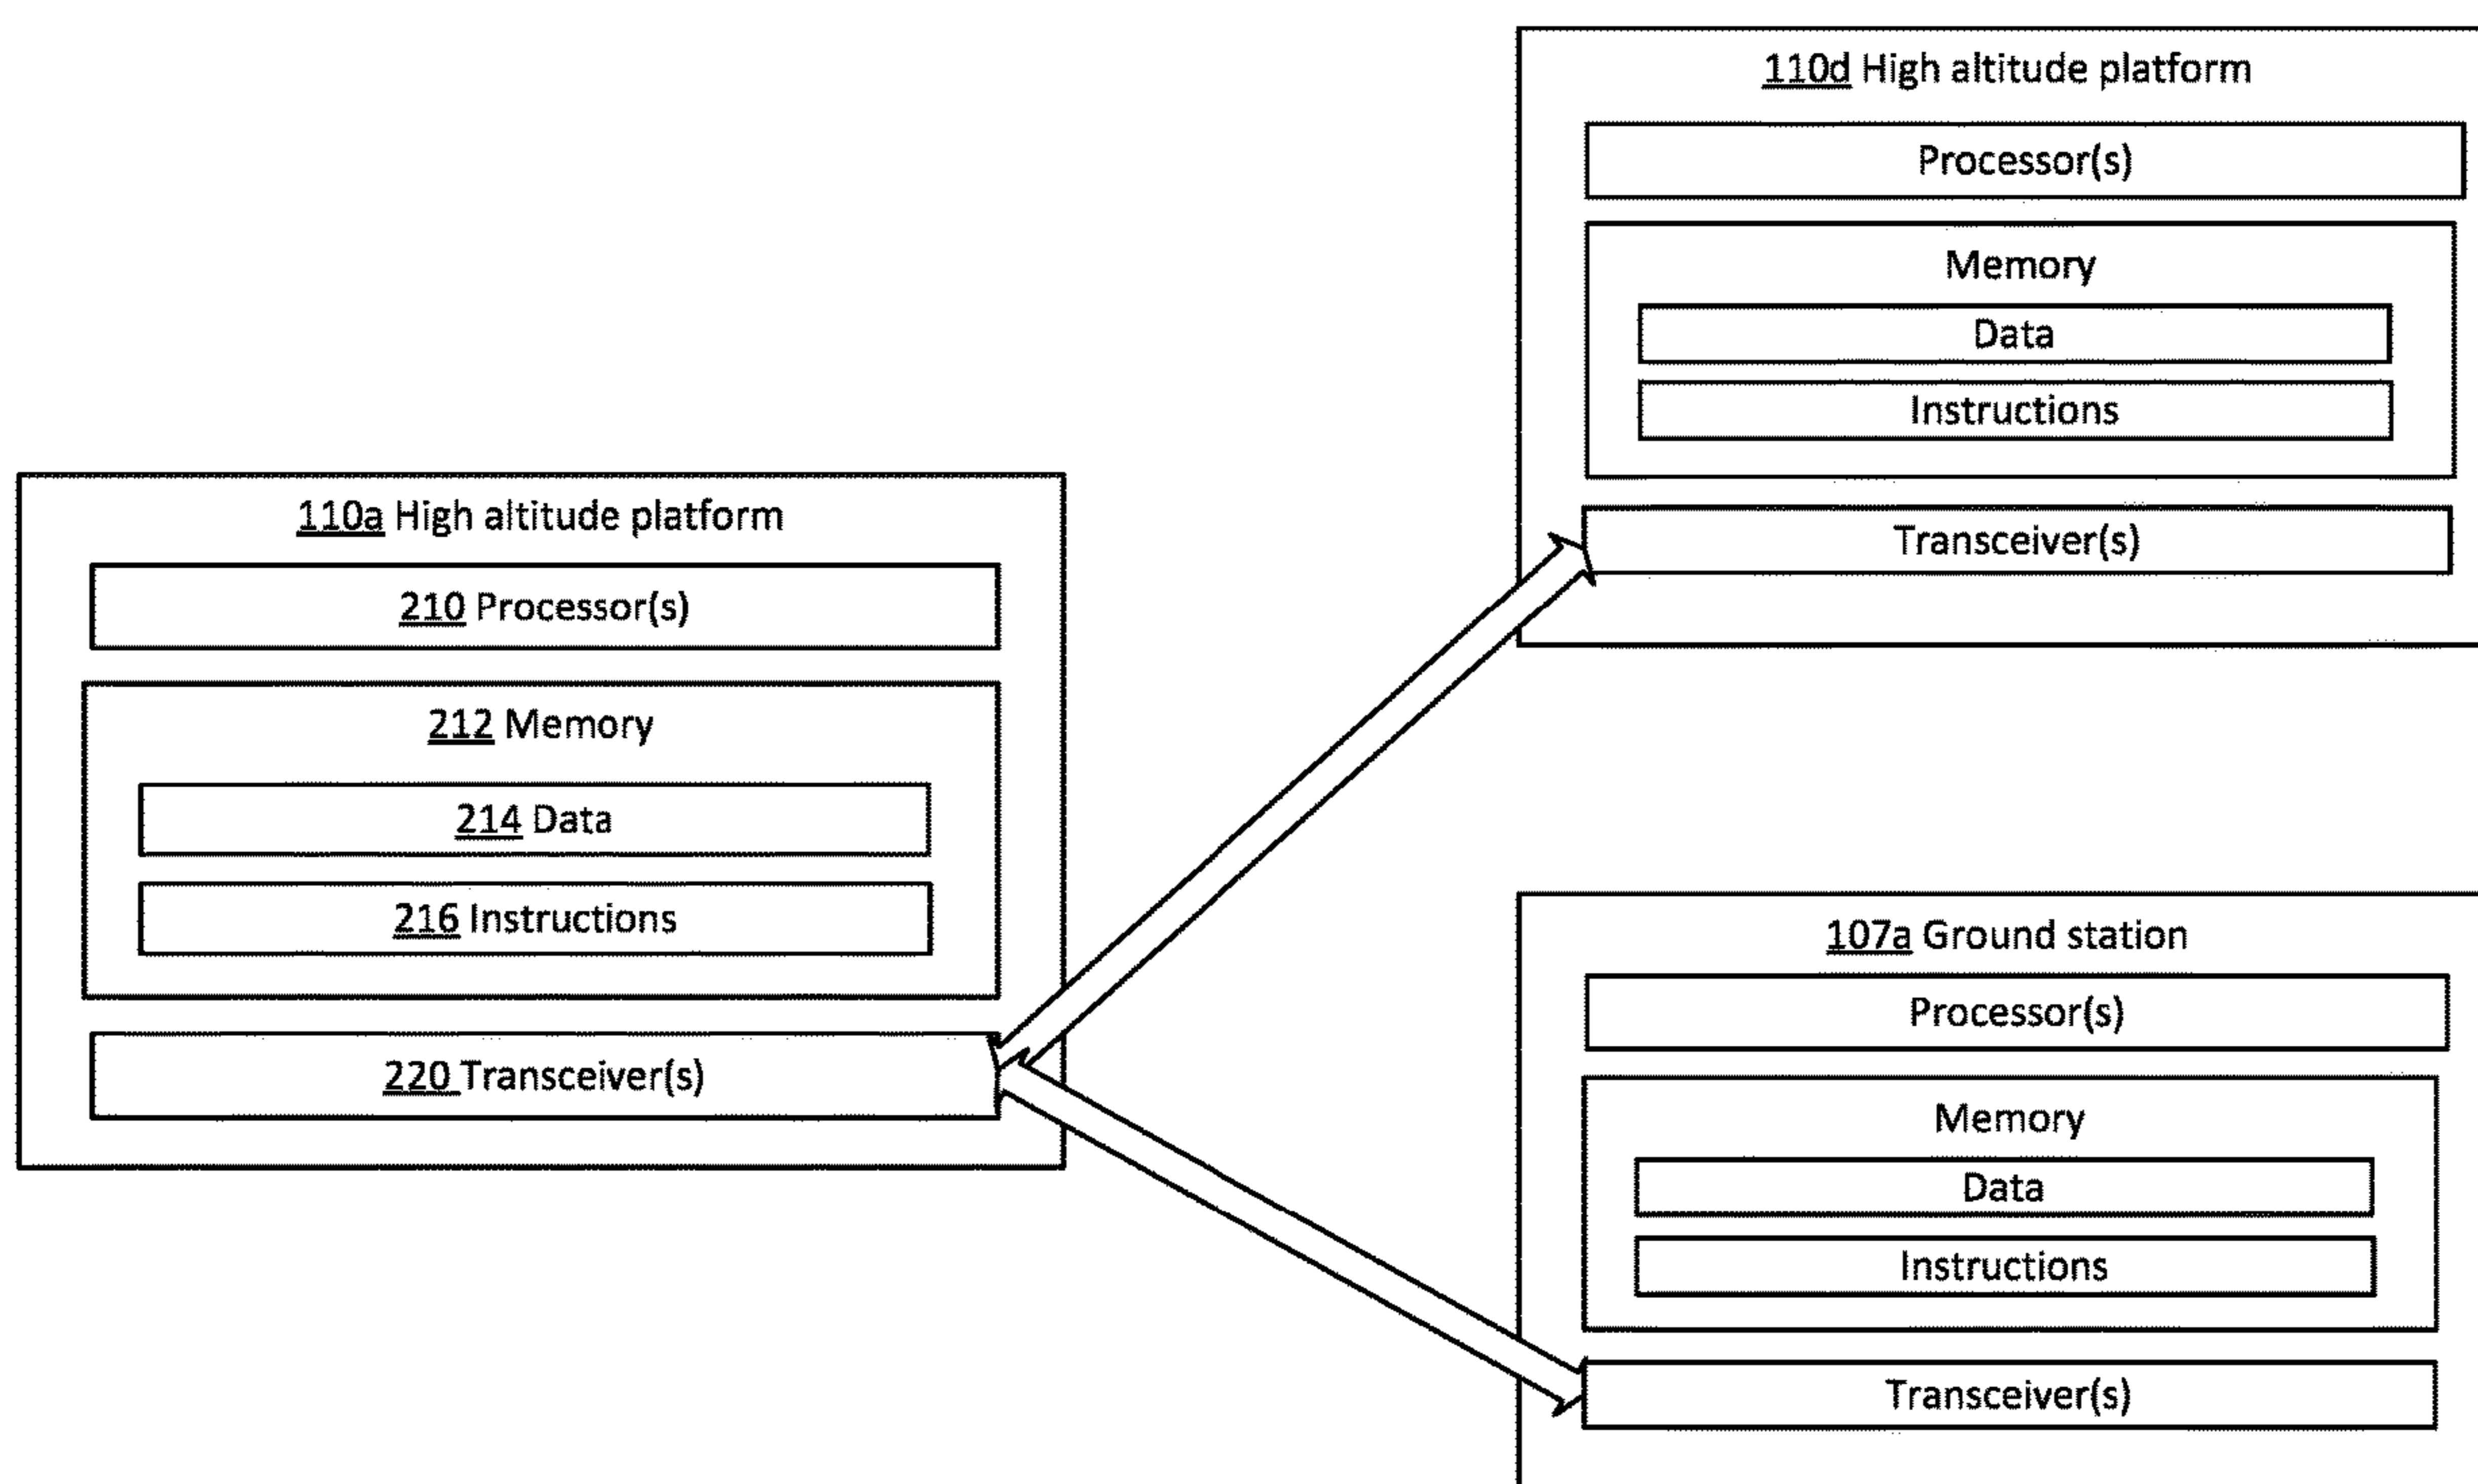 110d High altitude platform
Processor(s)
Memory
Data
Instructions
Transceiver(s)
110a High altitude platform
210 Processor(s)
212 Memory
214 Data
216 Instructions
220 Transceiver(s)
107a Ground station
Processor(s)
Memory
Data
Instructions
Transceiver(s)